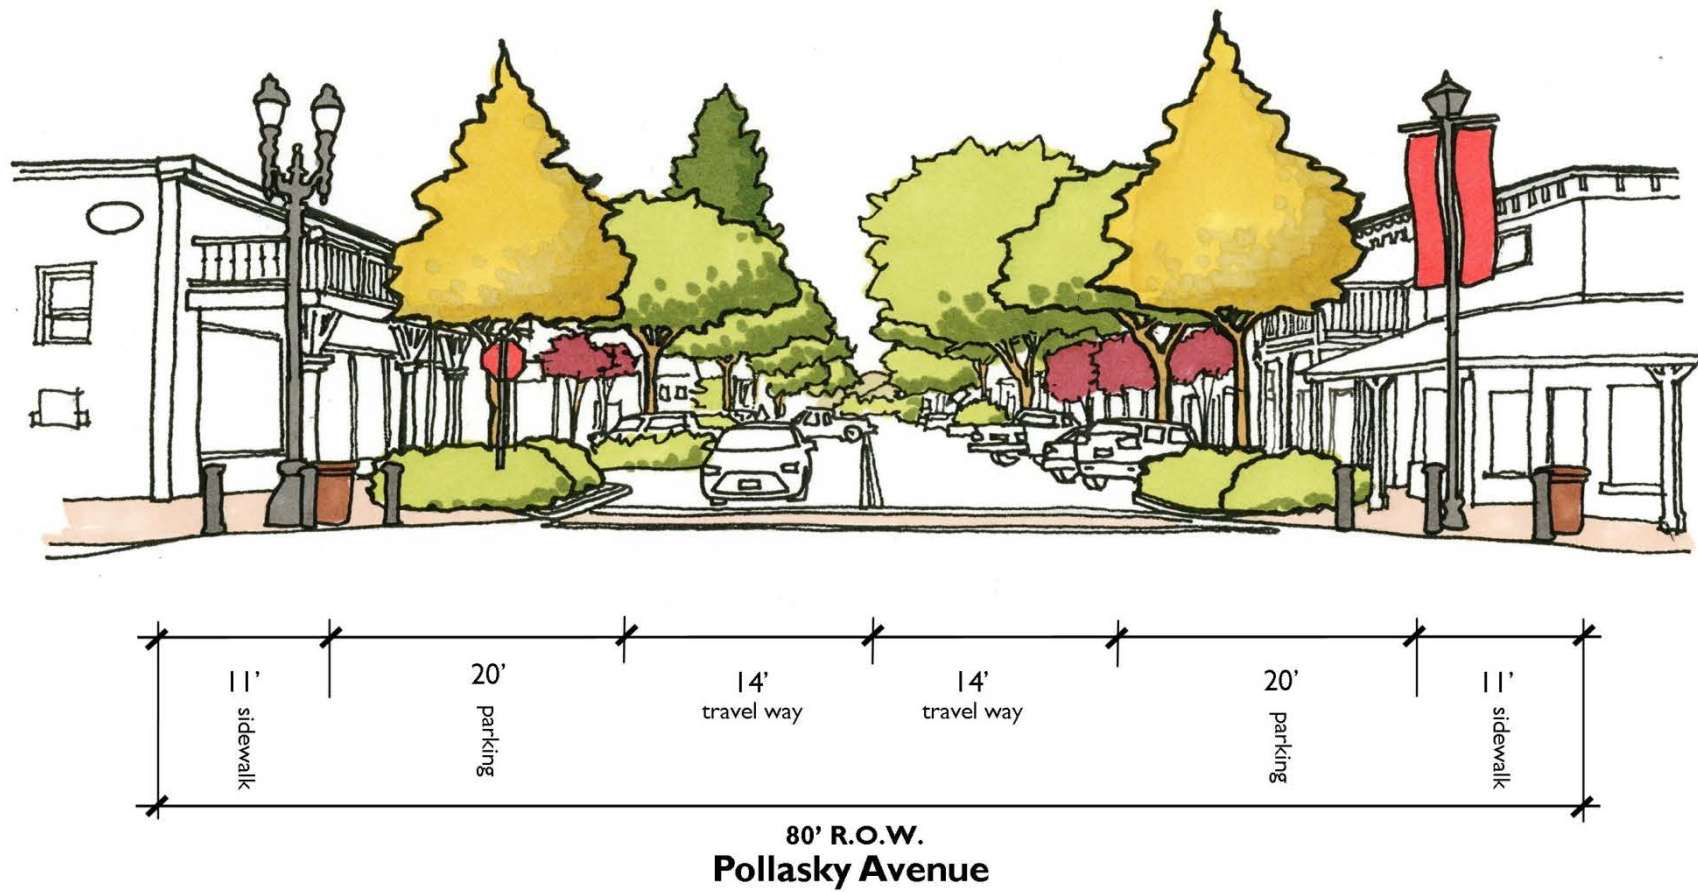 11'
sidewalk
20'
parking
14'
travel way
14'
travel way
20'
parking
11'
sidewalk
80' R.O.W.
Pollasky Avenue